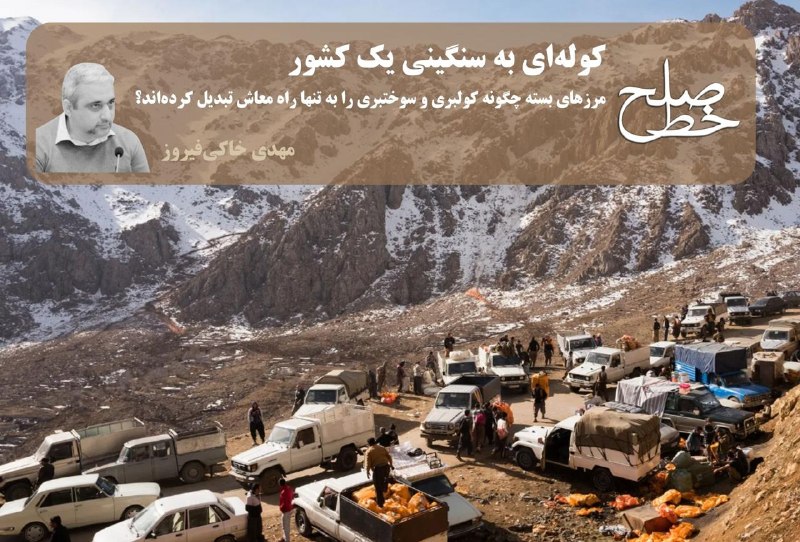 کوله‌ای به سنگینی یک کشور
مرزهای بسته چگونه کولبری و سوختبری را به تنها راه معاش تبدیل کرده‌اند؟
مهدی خاکی‌فیروز
خط صلح